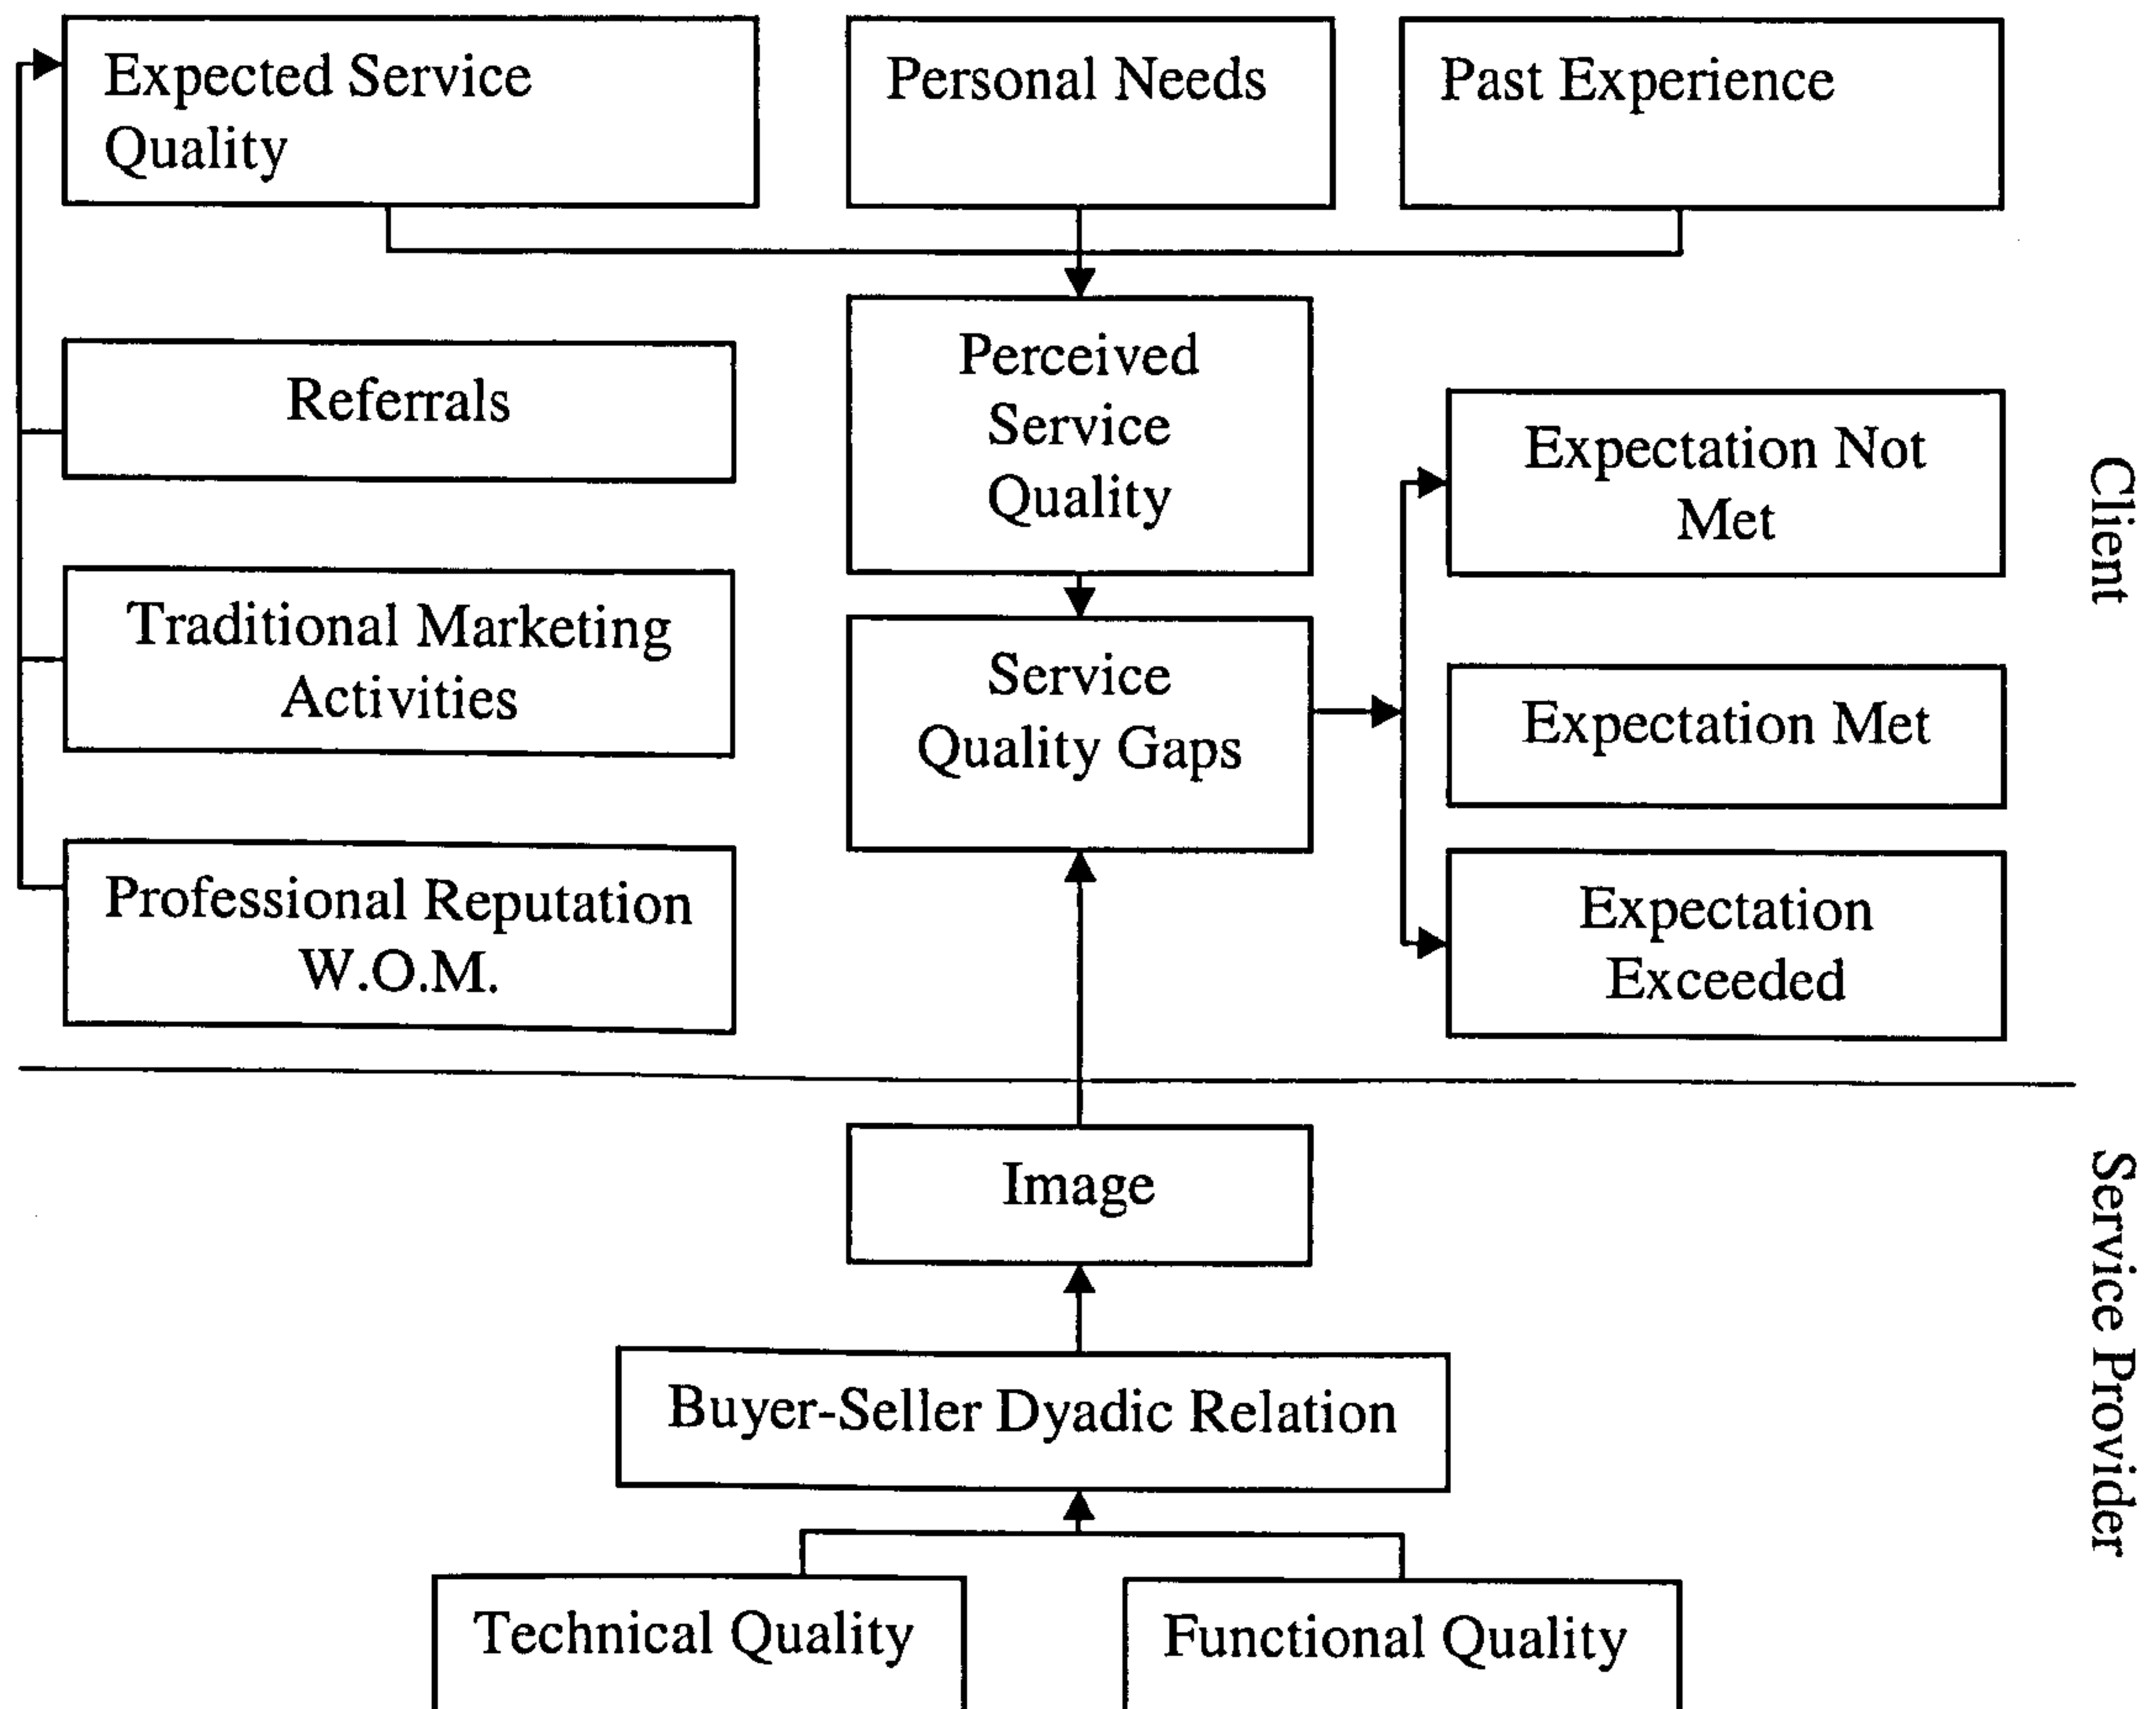 Expected Service
Quality
Personal Needs
Past Experience
Referrals
Perceived
Service
Quality
Expectation Not
Met
Traditional Marketing
Activities
Service
Quality Gaps
Expectation Met
Professional Reputation
W.O.M.
Expectation
Exceeded
Client
Image
Buyer-Seller Dyadic Relation
Technical Quality
Functional Quality
Service Provider